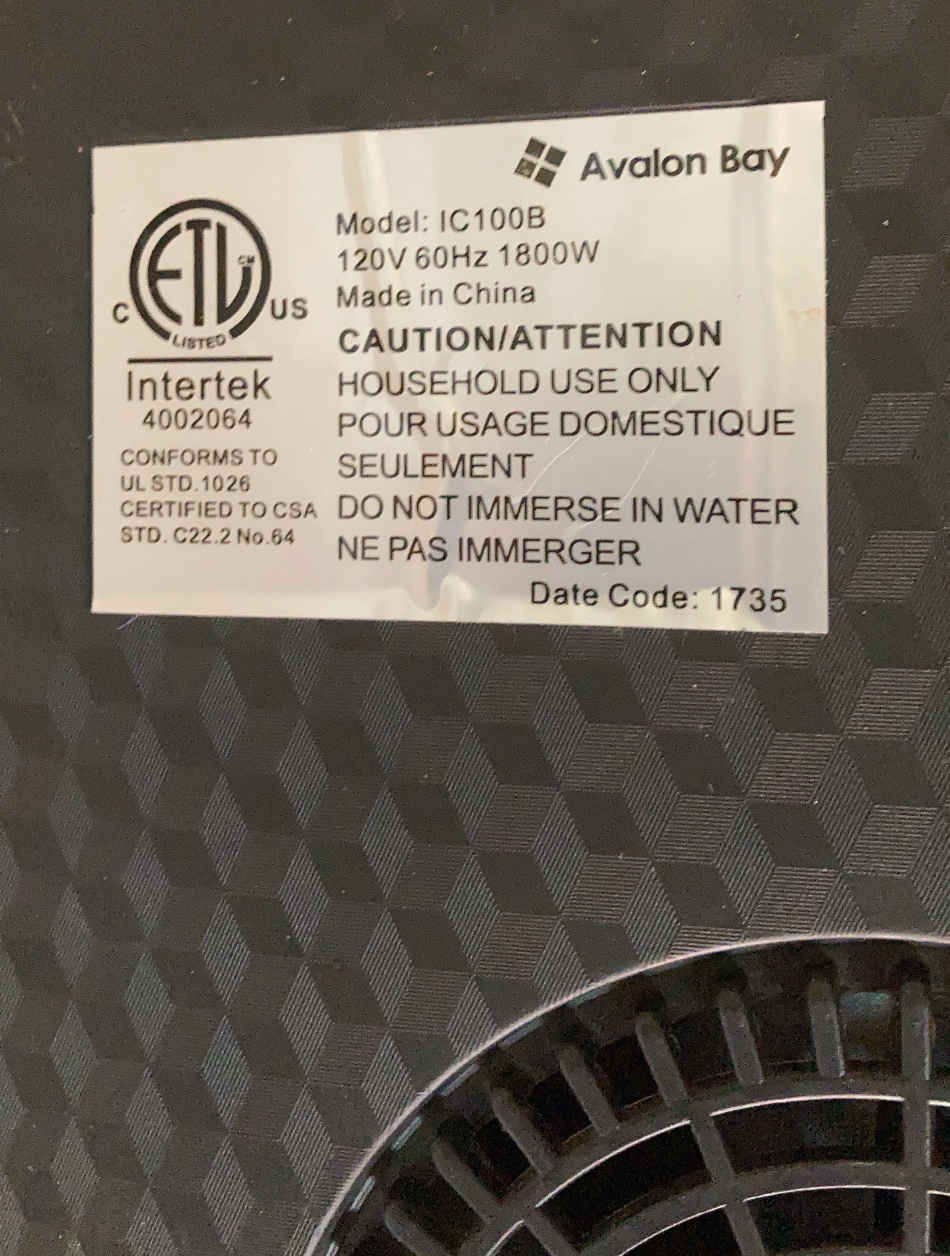 Avalon Bay
Model: IC100B
120V 60Hz 1800W
Made in China
CAUTION/ATTENTION
HOUSEHOLD USE ONLY
POUR USAGE DOMESTIQUE
SEULEMENT
DO NOT IMMERSE IN WATER
NE PAS IMMERGER
Date Code: 1735
ETL CM
C US
LISTED
Intertek
4002064
CONFORMS TO
UL STD.1026
CERTIFIED TO CSA
STD. C22.2 No.64